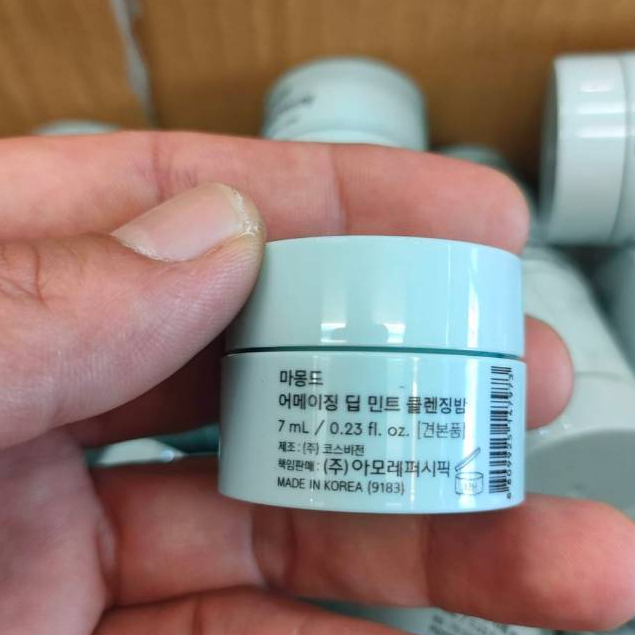 마몽드
어메이징 딥 민트 클렌징밤
7 mL / 0.23 fl. oz. [견본품]
제조 : (주) 코스비전
책임판매 : (주)아모레퍼시픽
MADE IN KOREA (9183)